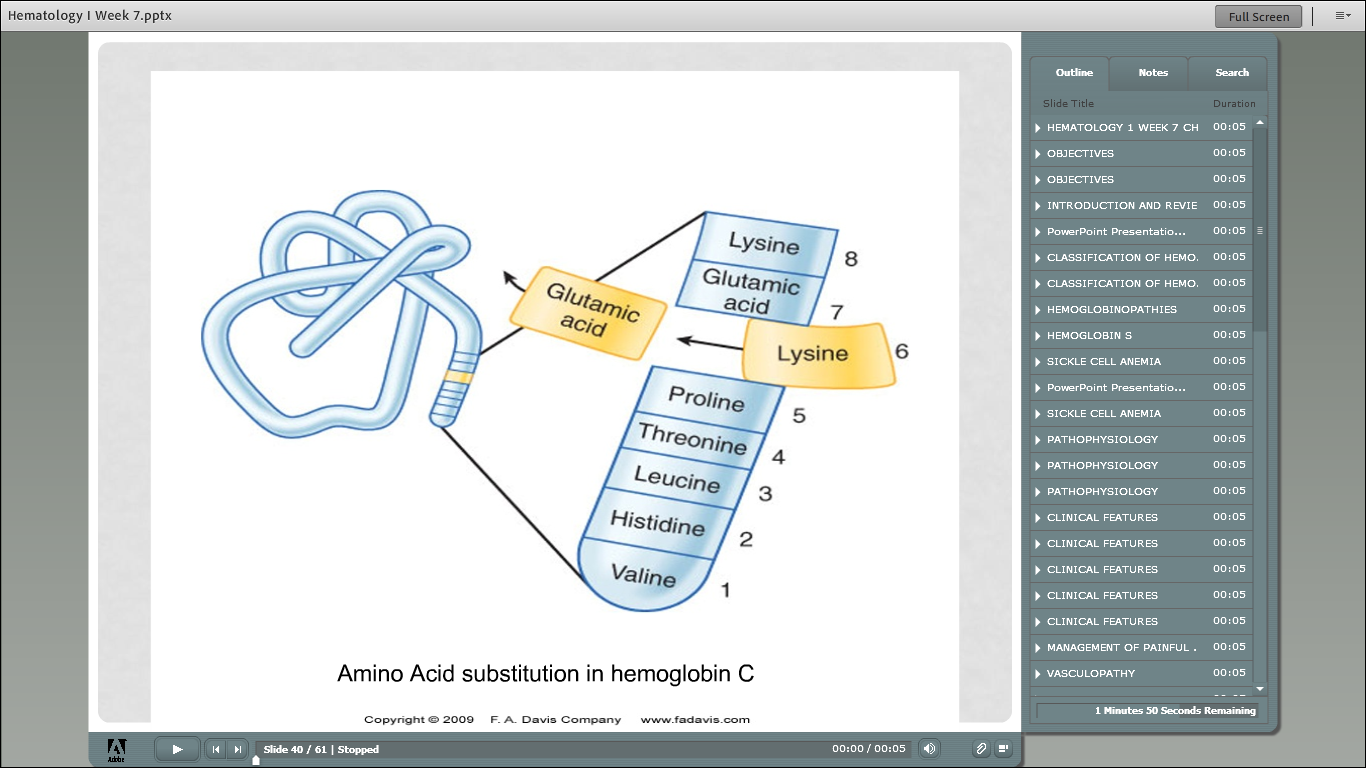 Hematology I Week 7.pptx
Full Screen
Lysine
8
Glutamic
acid
7
Glutamic
acid
Lysine
6
Proline
5
Threonine
4
Leucine
3
Histidine
2
Valine
1
Amino Acid substitution in hemoglobin C
Copyright © 2009 F. A. Davis Company www.fadavis.com
Outline Notes Search
Slide Title Duration
HEMATOLOGY 1 WEEK 7 CH 00:05
OBJECTIVES 00:05
OBJECTIVES 00:05
INTRODUCTION AND REVIE 00:05
PowerPoint Presentatio... 00:05
CLASSIFICATION OF HEMO. 00:05
CLASSIFICATION OF HEMO. 00:05
HEMOGLOBINOPATHIES 00:05
HEMOGLOBIN S 00:05
SICKLE CELL ANEMIA 00:05
PowerPoint Presentatio... 00:05
SICKLE CELL ANEMIA 00:05
PATHOPHYSIOLOGY 00:05
PATHOPHYSIOLOGY 00:05
PATHOPHYSIOLOGY 00:05
CLINICAL FEATURES 00:05
CLINICAL FEATURES 00:05
CLINICAL FEATURES 00:05
CLINICAL FEATURES 00:05
CLINICAL FEATURES 00:05
MANAGEMENT OF PAINFUL . 00:05
VASCULOPATHY 00:05
1 Minutes 50 Seconds Remaining
Adobe
Slide 40 / 61 | Stopped 00:00 / 00:05